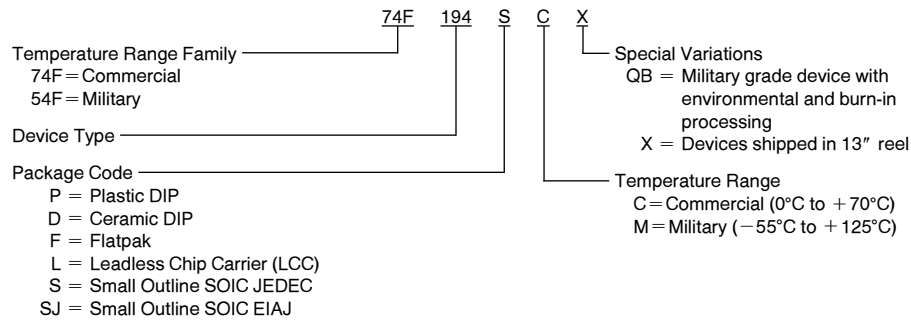 74F 194 S C X
Temperature Range Family
74F = Commercial
54F = Military
Device Type
Package Code
P = Plastic DIP
D = Ceramic DIP
F = Flatpak
L = Leadless Chip Carrier (LCC)
S = Small Outline SOIC JEDEC
SJ = Small Outline SOIC EIAJ
Special Variations
QB = Military grade device with
environmental and burn-in
processing
X = Devices shipped in 13″ reel
Temperature Range
C = Commercial (0°C to +70°C)
M = Military (−55°C to +125°C)